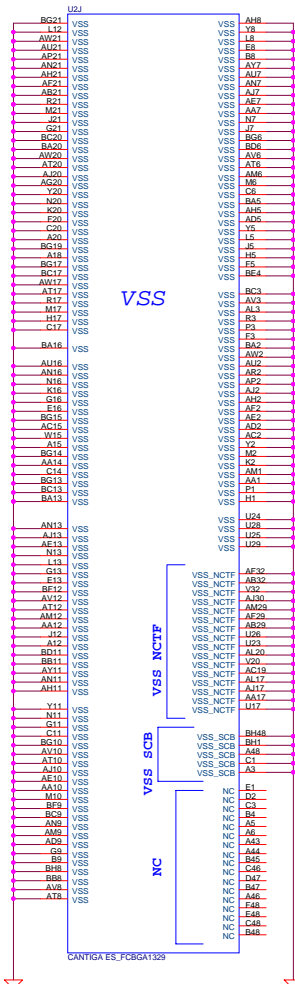 U2J
BG21 VSS
L12 VSS
AW21 VSS
AU21 VSS
AP21 VSS
AN21 VSS
AH21 VSS
AF21 VSS
AB21 VSS
R21 VSS
M21 VSS
J21 VSS
G21 VSS
BC20 VSS
BA20 VSS
AW20 VSS
AT20 VSS
AJ20 VSS
AG20 VSS
Y20 VSS
N20 VSS
K20 VSS
F20 VSS
C20 VSS
A20 VSS
BG19 VSS
A18 VSS
BG17 VSS
BC17 VSS
AW17 VSS
AT17 VSS
R17 VSS
M17 VSS
H17 VSS
C17 VSS
BA16 VSS
AU16 VSS
AN16 VSS
N16 VSS
K16 VSS
G16 VSS
E16 VSS
BG15 VSS
AC15 VSS
W15 VSS
A15 VSS
BG14 VSS
AA14 VSS
C14 VSS
BG13 VSS
BC13 VSS
BA13 VSS
AN13 VSS
AJ13 VSS
AE13 VSS
N13 VSS
L13 VSS
G13 VSS
E13 VSS
BF12 VSS
AV12 VSS
AT12 VSS
AM12 VSS
AA12 VSS
J12 VSS
A12 VSS
BD11 VSS
BB11 VSS
AY11 VSS
AN11 VSS
AH11 VSS
Y11 VSS
N11 VSS
G11 VSS
C11 VSS
BG10 VSS
AV10 VSS
AT10 VSS
AJ10 VSS
AE10 VSS
AA10 VSS
M10 VSS
BF9 VSS
BC9 VSS
AN9 VSS
AM9 VSS
AD9 VSS
G9 VSS
B9 VSS
BH8 VSS
BB8 VSS
AV8 VSS
AT8 VSS
VSS
VSS NCTF
VSS SCB
NC
VSS AH8
VSS Y8
VSS L8
VSS E8
VSS B8
VSS AY7
VSS AU7
VSS AN7
VSS AJ7
VSS AE7
VSS AA7
VSS N7
VSS J7
VSS BG6
VSS BD6
VSS AV6
VSS AT6
VSS AM6
VSS M6
VSS C6
VSS BA5
VSS AH5
VSS AD5
VSS Y5
VSS L5
VSS J5
VSS H5
VSS F5
VSS BE4
VSS BC3
VSS AV3
VSS AL3
VSS R3
VSS P3
VSS F3
VSS BA2
VSS AW2
VSS AU2
VSS AR2
VSS AP2
VSS AJ2
VSS AH2
VSS AF2
VSS AE2
VSS AD2
VSS AC2
VSS Y2
VSS M2
VSS K2
VSS AM1
VSS AA1
VSS P1
VSS H1
VSS U24
VSS U28
VSS U25
VSS U29
VSS_NCTF AF32
VSS_NCTF AB32
VSS_NCTF V32
VSS_NCTF AJ30
VSS_NCTF AM29
VSS_NCTF AF29
VSS_NCTF AB29
VSS_NCTF U26
VSS_NCTF U23
VSS_NCTF AL20
VSS_NCTF V20
VSS_NCTF AC19
VSS_NCTF AL17
VSS_NCTF AJ17
VSS_NCTF AA17
VSS_NCTF U17
VSS_SCB BH48
VSS_SCB BH1
VSS_SCB A48
VSS_SCB C1
VSS_SCB A3
NC E1
NC D2
NC C3
NC B4
NC A5
NC A6
NC A43
NC A44
NC B45
NC C46
NC D47
NC B47
NC A46
NC F48
NC E48
NC C48
NC B48
CANTIGA ES_FCBGA1329